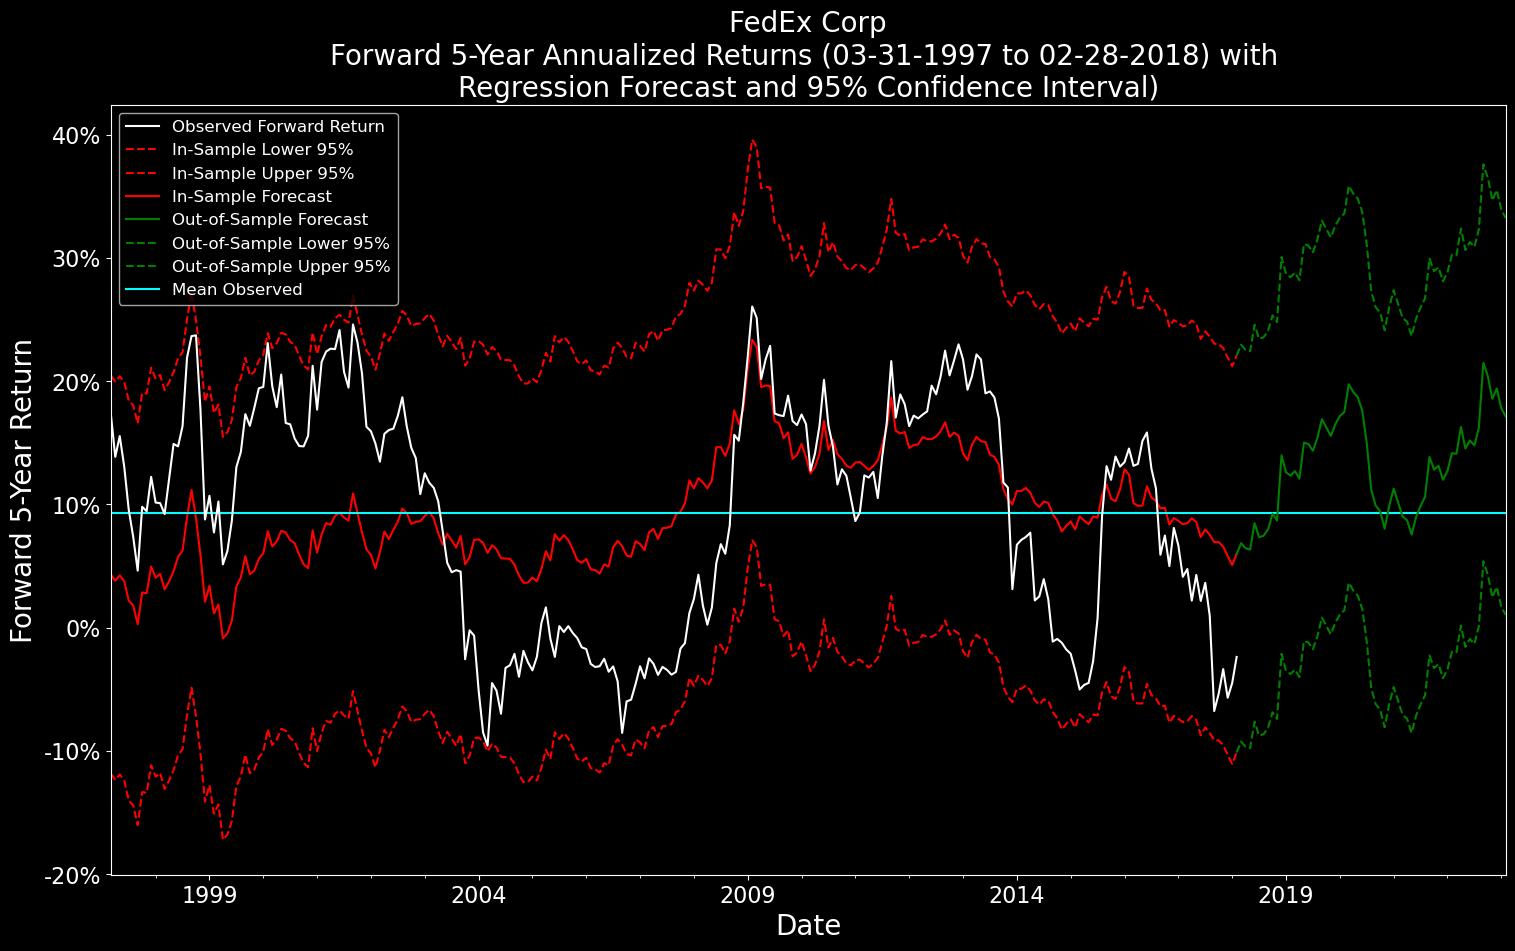 FedEx Corp
Forward 5-Year Annualized Returns (03-31-1997 to 02-28-2018) with
Regression Forecast and 95% Confidence Interval)
Observed Forward Return
In-Sample Lower 95%
In-Sample Upper 95%
In-Sample Forecast
Out-of-Sample Forecast
Out-of-Sample Lower 95%
Out-of-Sample Upper 95%
Mean Observed
Forward 5-Year Return
40%
30%
20%
10%
0%
-10%
-20%
1999
2004
2009
2014
2019
Date